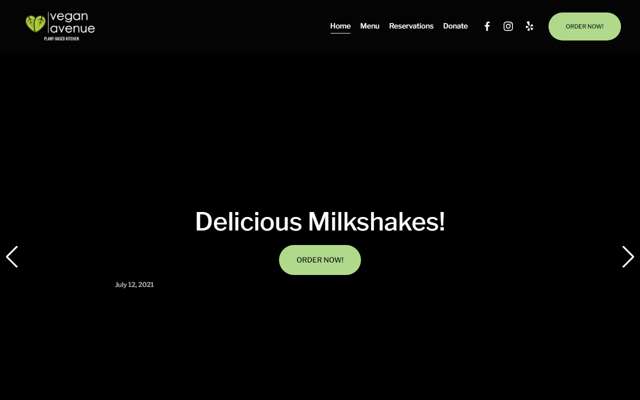 vegan
avenue
PLANT-BASED KITCHEN
Home Menu Reservations Donate
ORDER NOW!
Delicious Milkshakes!
ORDER NOW!
July 12, 2021